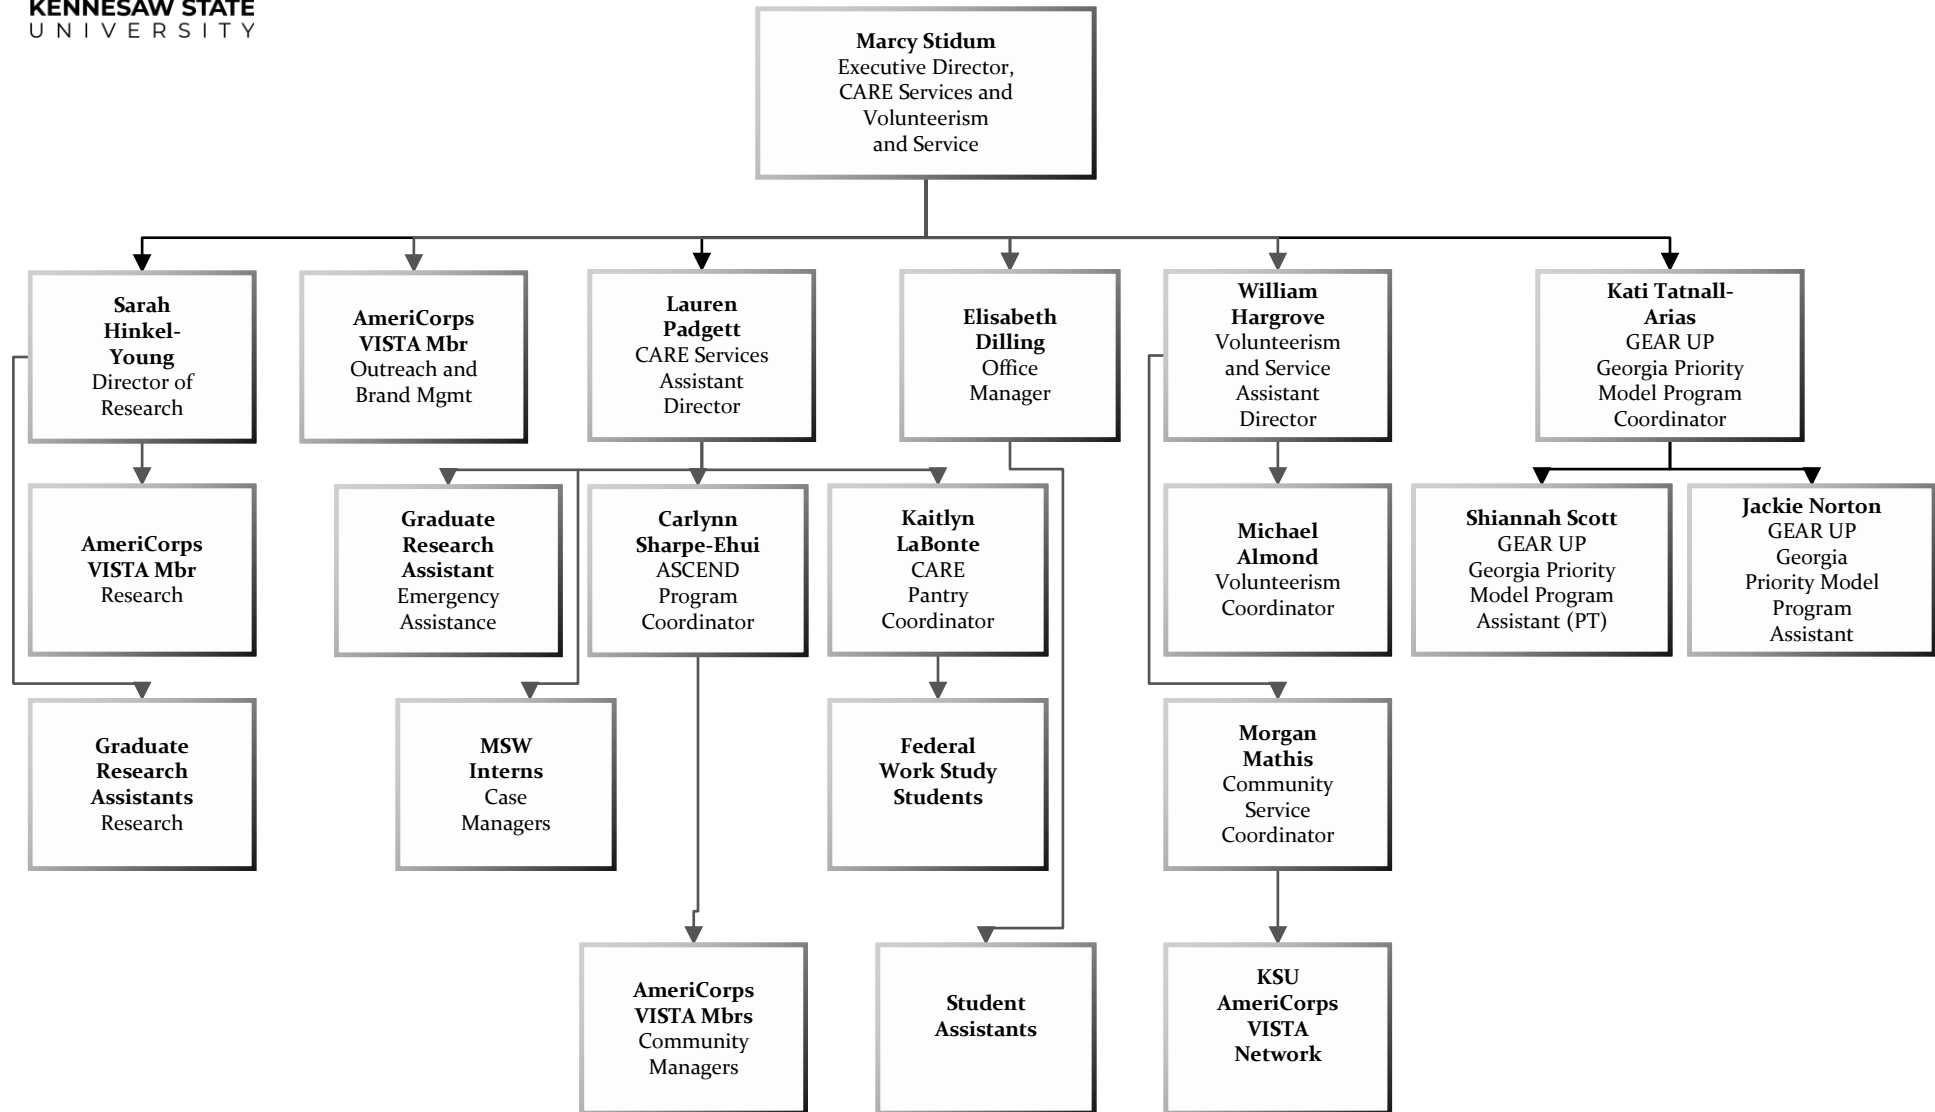 KENNESAW STATE
UNIVERSITY
Marcy Stidum
Executive Director,
CARE Services and
Volunteerism
and Service
Sarah
Hinkel-
Young
Director of
Research
AmeriCorps
VISTA Mbr
Outreach and
Brand Mgmt
Lauren
Padgett
CARE Services
Assistant
Director
Elisabeth
Dilling
Office
Manager
William
Hargrove
Volunteerism
and Service
Assistant
Director
Kati Tatnall-
Arias
GEAR UP
Georgia Priority
Model Program
Coordinator
AmeriCorps
VISTA Mbr
Research
Graduate
Research
Assistant
Emergency
Assistance
Carlynn
Sharpe-Ehui
ASCEND
Program
Coordinator
Kaitlyn
LaBonte
CARE
Pantry
Coordinator
Michael
Almond
Volunteerism
Coordinator
Shiannah Scott
GEAR UP
Georgia Priority
Model Program
Assistant (PT)
Jackie Norton
GEAR UP
Georgia
Priority Model
Program
Assistant
Graduate
Research
Assistants
Research
MSW
Interns
Case
Managers
Federal
Work Study
Students
Morgan
Mathis
Community
Service
Coordinator
AmeriCorps
VISTA Mbrs
Community
Managers
Student
Assistants
KSU
AmeriCorps
VISTA
Network